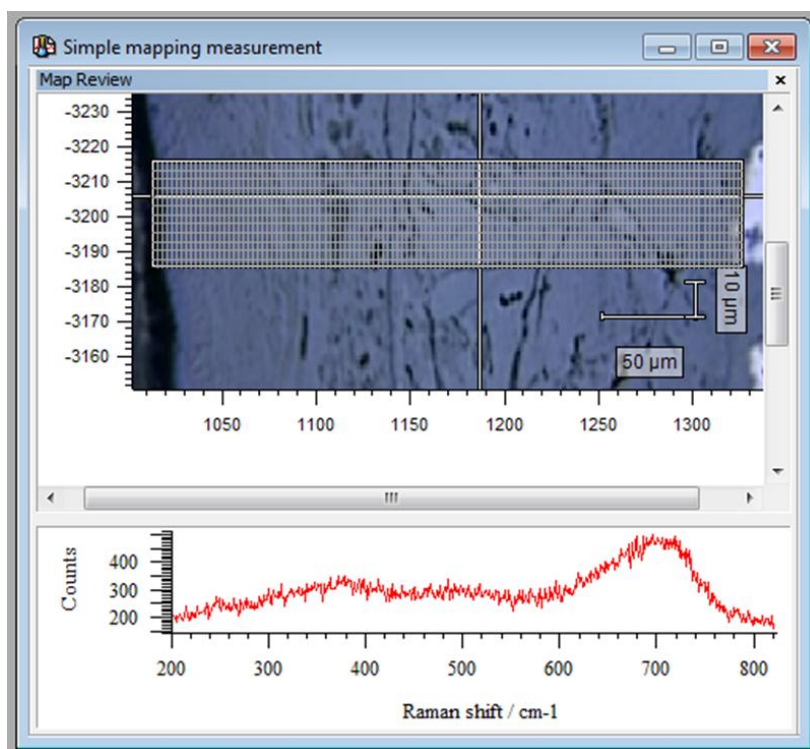 Simple mapping measurement
Map Review
-3230
-3220
-3210
-3200
-3190
-3180
-3170
-3160
10 µm
50 µm
1050 1100 1150 1200 1250 1300
Counts
400
300
200
200 300 400 500 600 700 800
Raman shift / cm-1